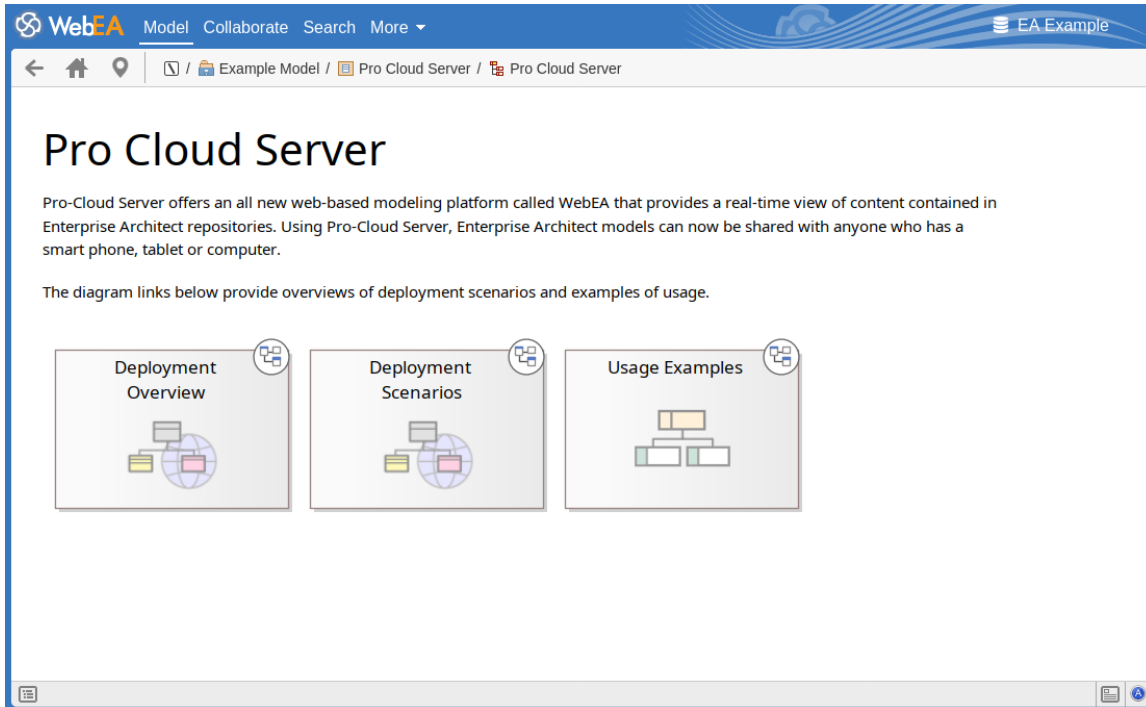 WebEA Model Collaborate Search More EA Example
/ Example Model / Pro Cloud Server / Pro Cloud Server
Pro Cloud Server
Pro-Cloud Server offers an all new web-based modeling platform called WebEA that provides a real-time view of content contained in
Enterprise Architect repositories. Using Pro-Cloud Server, Enterprise Architect models can now be shared with anyone who has a
smart phone, tablet or computer.
The diagram links below provide overviews of deployment scenarios and examples of usage.
Deployment
Overview
Deployment
Scenarios
Usage Examples